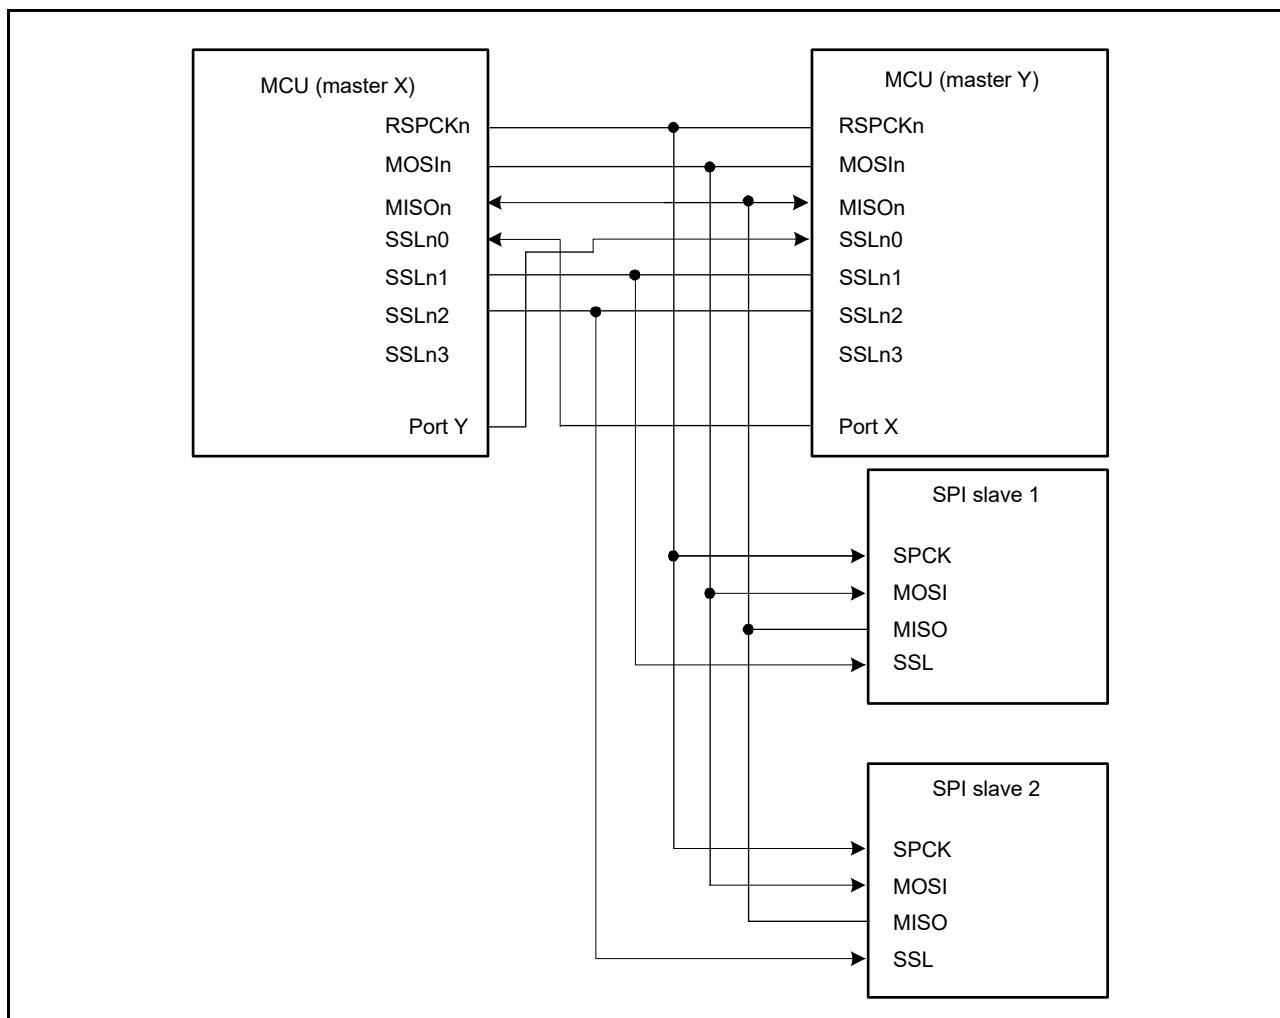 MCU (master X)
RSPCKn
MOSIn
MISOn
SSLn0
SSLn1
SSLn2
SSLn3
Port Y
MCU (master Y)
RSPCKn
MOSIn
MISOn
SSLn0
SSLn1
SSLn2
SSLn3
Port X
SPI slave 1
SPCK
MOSI
MISO
SSL
SPI slave 2
SPCK
MOSI
MISO
SSL